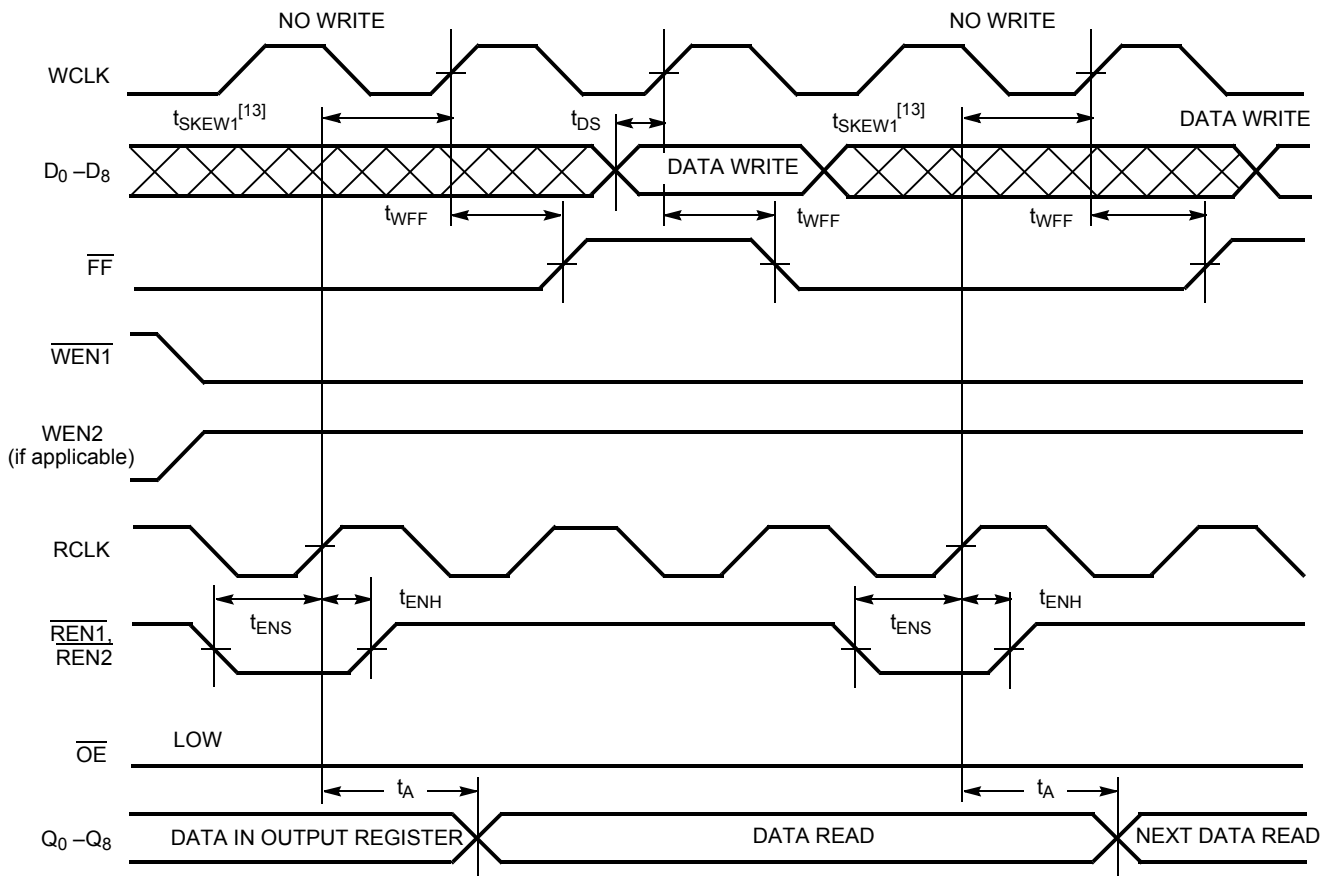 NO WRITE NO WRITE
WCLK
tSKEW1[13] tDS tSKEW1[13] DATA WRITE
D0 –D8 DATA WRITE
tWFF tWFF tWFF
FF
WEN1
WEN2
(if applicable)
RCLK
tENH tENH
tENS tENS
REN1,
REN2
LOW
OE
tA tA
Q0 –Q8 DATA IN OUTPUT REGISTER DATA READ NEXT DATA READ